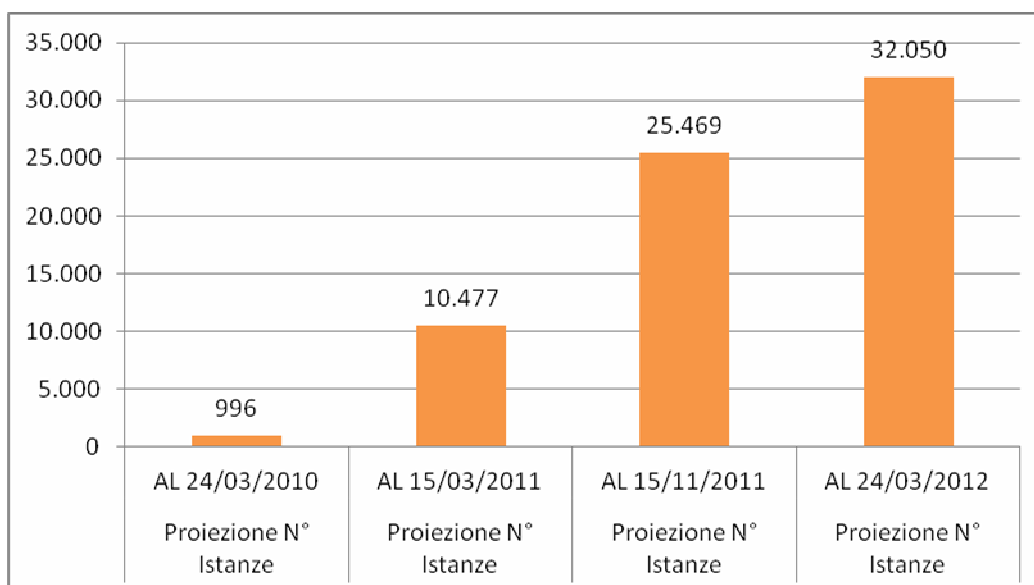 35.000
30.000
25.000
20.000
15.000
10.000
5.000
0
996
10.477
25.469
32.050
AL 24/03/2010
AL 15/03/2011
AL 15/11/2011
AL 24/03/2012
Proiezione N°
Istanze
Proiezione N°
Istanze
Proiezione N°
Istanze
Proiezione N°
Istanze